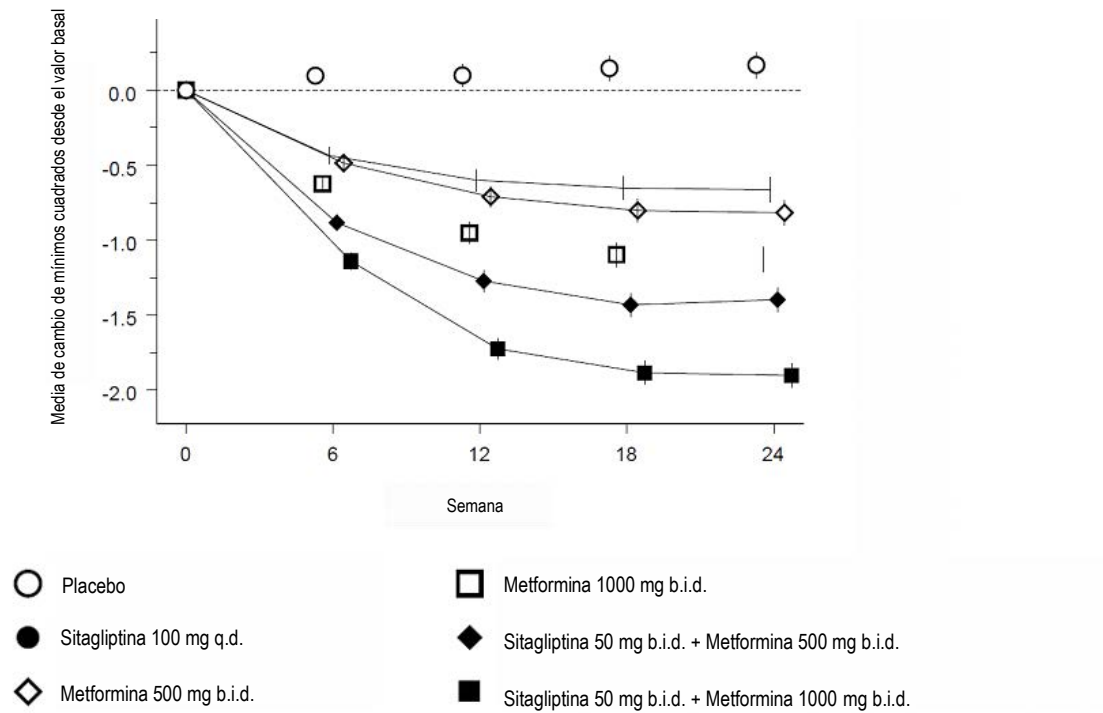 Media de cambio de mínimos cuadrados desde el valor basal
0.0
-0.5
-1.0
-1.5
-2.0
0 6 12 18 24
Semana
Placebo
Metformina 1000 mg b.i.d.
Sitagliptina 100 mg q.d.
Sitagliptina 50 mg b.i.d. + Metformina 500 mg b.i.d.
Metformina 500 mg b.i.d.
Sitagliptina 50 mg b.i.d. + Metformina 1000 mg b.i.d.